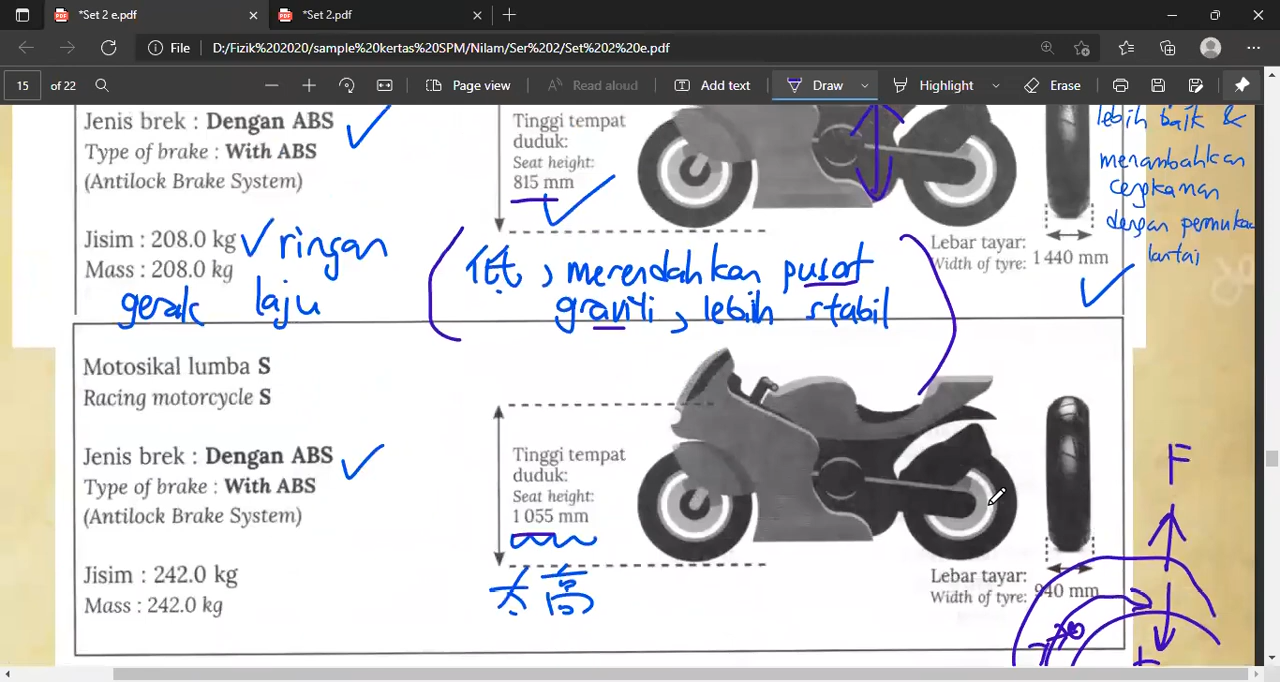 *Set 2 e.pdf
*Set 2.pdf
File
D:/Fizik%202020/sample%20kertas%20SPM/Nilam/Ser%202/Set%202%20e.pdf
15 of 22
Page view
Read aloud
Add text
Draw
Highlight
Erase
Jenis brek : Dengan ABS
Type of brake : With ABS
(Antilock Brake System)
Jisim : 208.0 kg
Mass : 208.0 kg
ringan
gerak laju
Tinggi tempat
duduk:
Seat height:
815 mm
merendahkan pusat
graviti, lebih stabil
Lebar tayar:
Width of tyre: 1 440 mm
lebih baik &
menambahkan
cengkaman
dengan permukaan
lantai
Motosikal lumba S
Racing motorcycle S
Jenis brek : Dengan ABS
Type of brake : With ABS
(Antilock Brake System)
Jisim : 242.0 kg
Mass : 242.0 kg
Tinggi tempat
duduk:
Seat height:
1 055 mm
太高
Lebar tayar:
Width of tyre: 940 mm
F